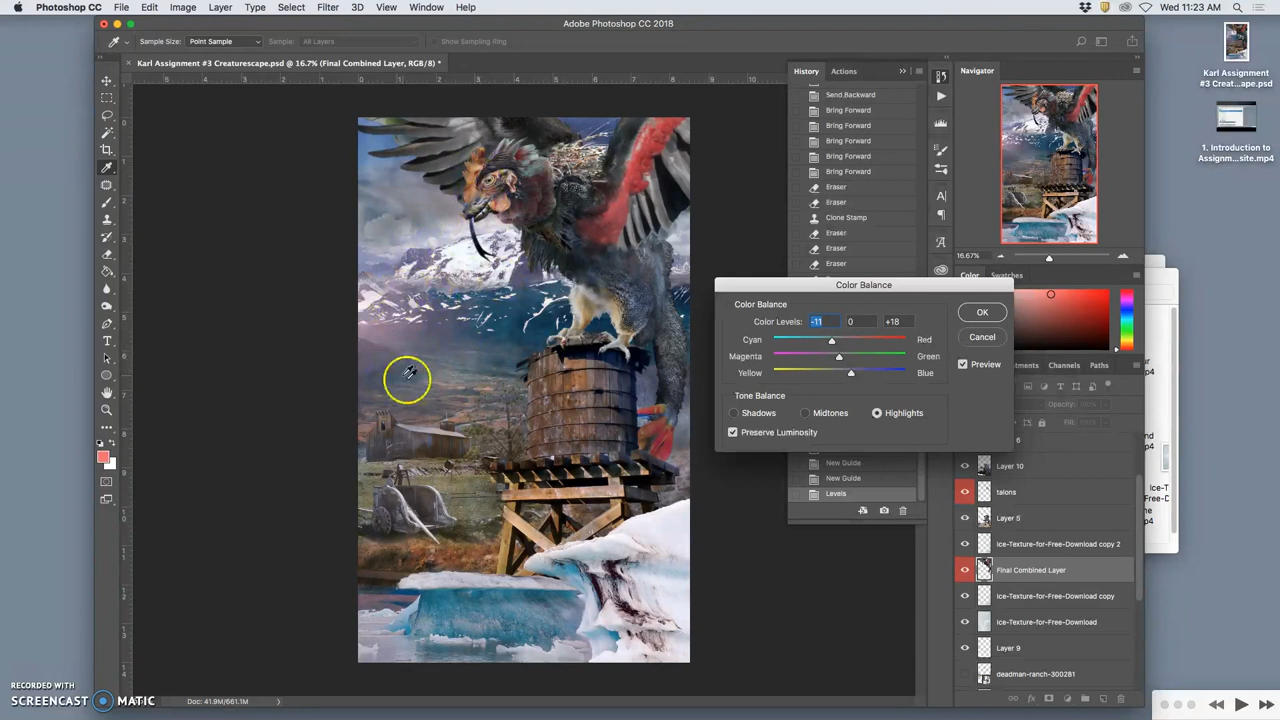 Photoshop CC File Edit Image Layer Type Select Filter 3D View Window Help Wed 11:23 AM
Adobe Photoshop CC 2018
Sample Size: Point Sample Sample: All Layers Show Sampling Ring
Karl Assignment #3 Creaturescape.psd @ 16.7% (Final Combined Layer, RGB/8) *
History Actions
Navigator
Karl Assignment
#3 Creat...ape.psd
1. Introduction to
Assignm...site.mp4
Send Backward
Bring Forward
Bring Forward
Bring Forward
Bring Forward
Bring Forward
Eraser
Eraser
Clone Stamp
Eraser
Eraser
Eraser
16.67%
Color Swatches
Color Balance
Color Balance
Color Levels: -11 0 +18
Cyan Red
Magenta Green
Yellow Blue
Tone Balance
Shadows Midtones Highlights
Preserve Luminosity
OK
Cancel
Preview
Channels Paths
Opacity: 100%
Fill:
6
Layer 10
talons
Layer 5
Ice-Texture-for-Free-Download copy 2
Final Combined Layer
Ice-Texture-for-Free-Download copy
Ice-Texture-for-Free-Download
Layer 9
deadman-ranch-300281
New Guide
New Guide
Levels
Doc: 41.9M/661.1M
RECORDED WITH
SCREENCAST MATIC